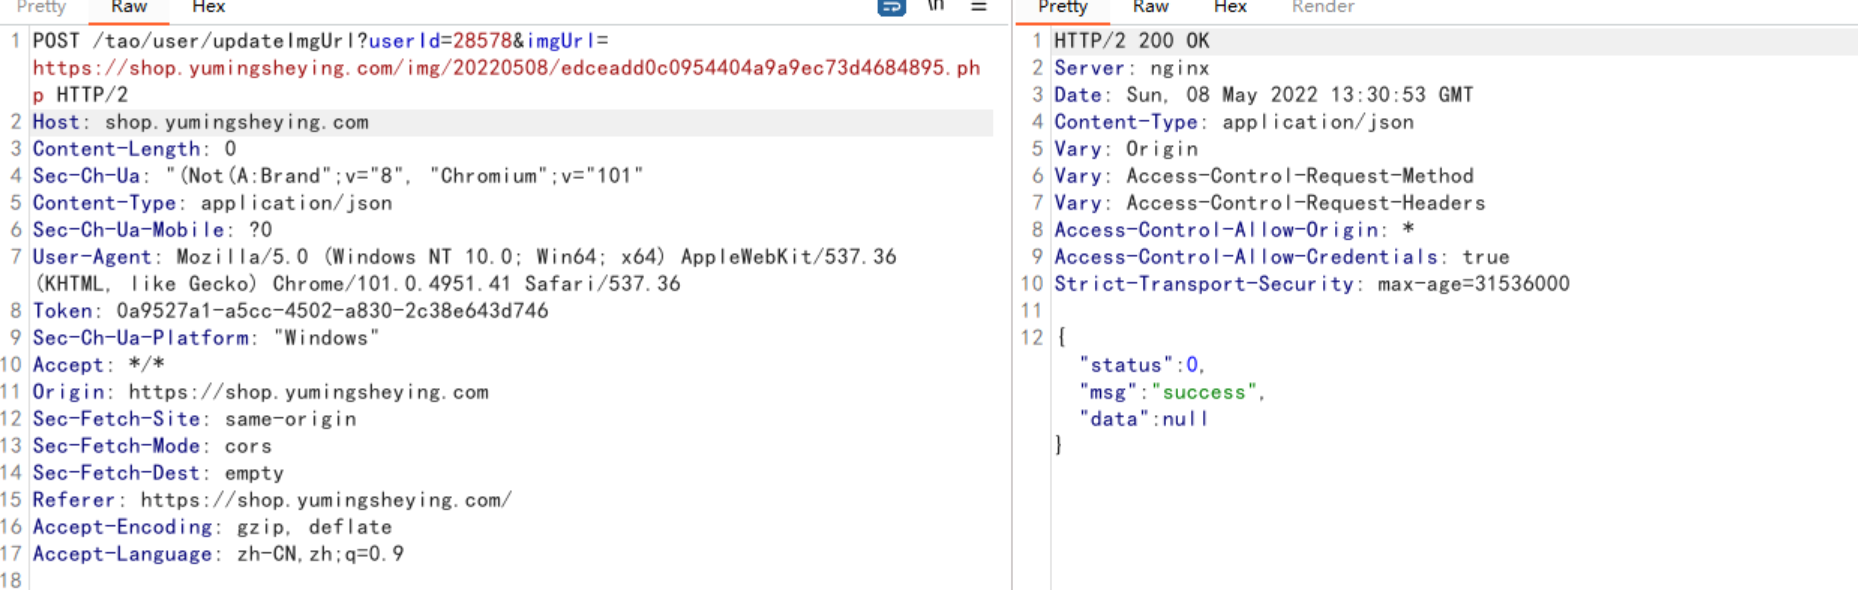 Pretty Raw Hex \n
1 POST /tao/user/updateImgUrl?userId=28578&imgUrl=
https://shop.yumingsheying.com/img/20220508/edceadd0c0954404a9a9ec73d4684895.ph
p HTTP/2
2 Host: shop.yumingsheying.com
3 Content-Length: 0
4 Sec-Ch-Ua: "(Not(A:Brand";v="8", "Chromium";v="101"
5 Content-Type: application/json
6 Sec-Ch-Ua-Mobile: ?0
7 User-Agent: Mozilla/5.0 (Windows NT 10.0; Win64; x64) AppleWebKit/537.36
(KHTML, like Gecko) Chrome/101.0.4951.41 Safari/537.36
8 Token: 0a9527a1-a5cc-4502-a830-2c38e643d746
9 Sec-Ch-Ua-Platform: "Windows"
10 Accept: */*
11 Origin: https://shop.yumingsheying.com
12 Sec-Fetch-Site: same-origin
13 Sec-Fetch-Mode: cors
14 Sec-Fetch-Dest: empty
15 Referer: https://shop.yumingsheying.com/
16 Accept-Encoding: gzip, deflate
17 Accept-Language: zh-CN,zh;q=0.9
18
Pretty Raw Hex Render
1 HTTP/2 200 OK
2 Server: nginx
3 Date: Sun, 08 May 2022 13:30:53 GMT
4 Content-Type: application/json
5 Vary: Origin
6 Vary: Access-Control-Request-Method
7 Vary: Access-Control-Request-Headers
8 Access-Control-Allow-Origin: *
9 Access-Control-Allow-Credentials: true
10 Strict-Transport-Security: max-age=31536000
11
12 {
"status":0,
"msg":"success",
"data":null
}